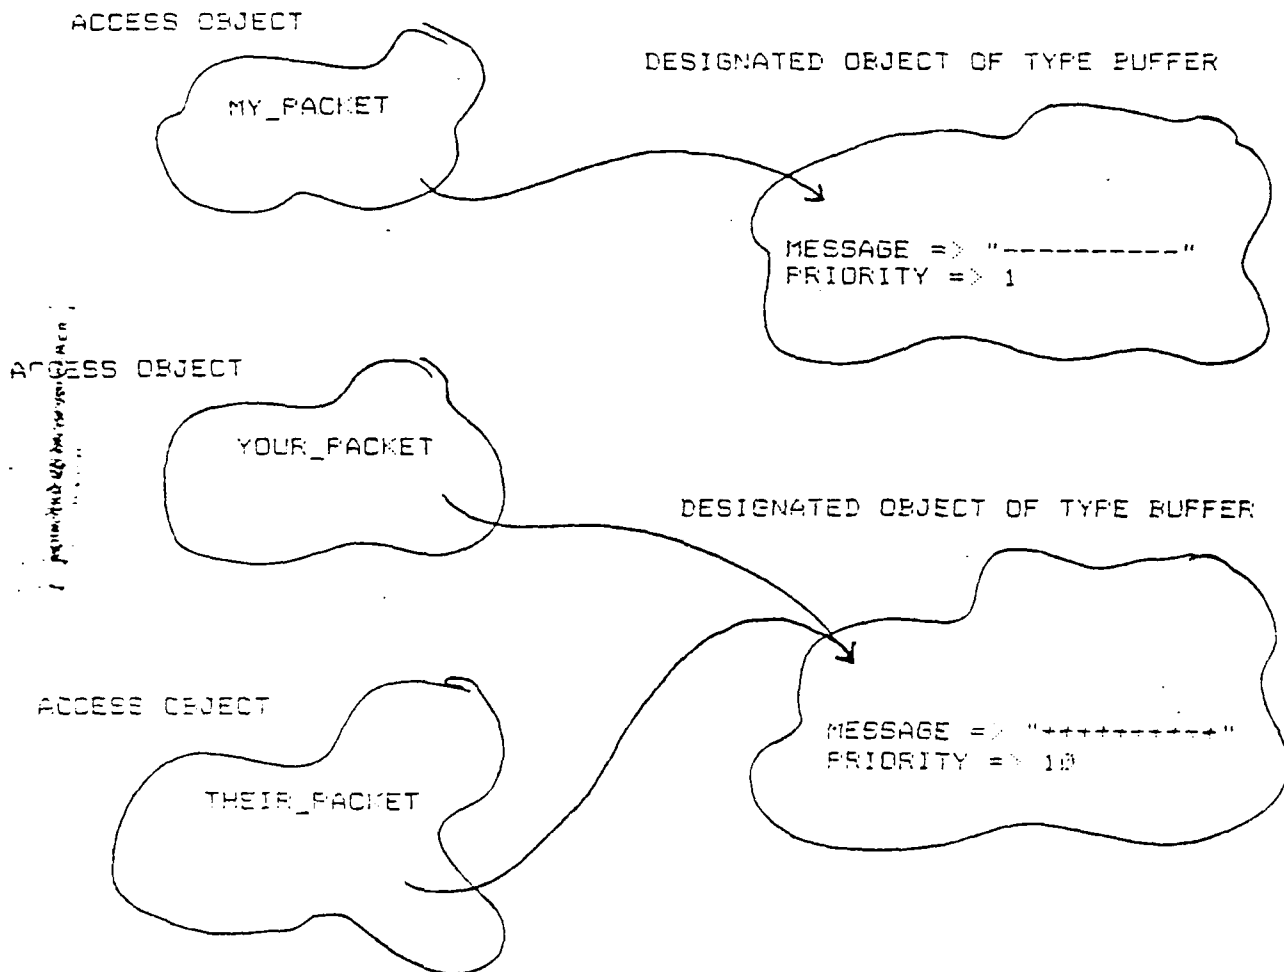 ACCESS OBJECT
MY_PACKET
DESIGNATED OBJECT OF TYPE BUFFER
MESSAGE => "----------"
PRIORITY => 1
ACCESS OBJECT
YOUR_PACKET
DESIGNATED OBJECT OF TYPE BUFFER
MESSAGE => "++++++++++"
PRIORITY => 10
ACCESS OBJECT
THEIR_PACKET